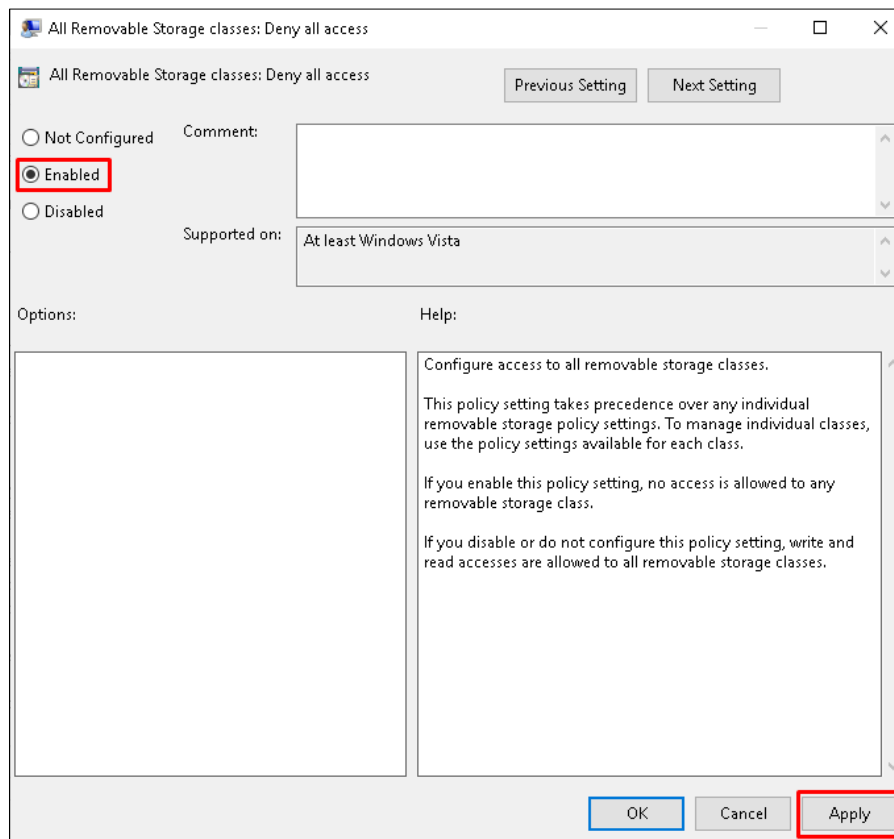 All Removable Storage classes: Deny all access
All Removable Storage classes: Deny all access
Previous Setting
Next Setting
Not Configured
Comment:
Enabled
Disabled
Supported on:
At least Windows Vista
Options:
Help:
Configure access to all removable storage classes.
This policy setting takes precedence over any individual
removable storage policy settings. To manage individual classes,
use the policy settings available for each class.
If you enable this policy setting, no access is allowed to any
removable storage class.
If you disable or do not configure this policy setting, write and
read accesses are allowed to all removable storage classes.
OK
Cancel
Apply